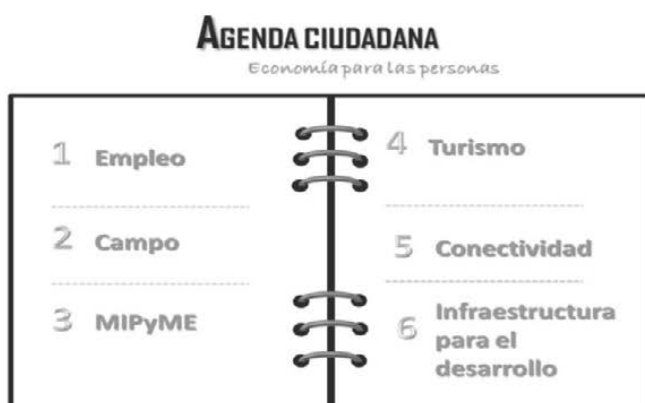 AGENDA CIUDADANA
Economía para las personas
1 Empleo
2 Campo
3 MIPyME
4 Turismo
5 Conectividad
6 Infraestructura
para el
desarrollo